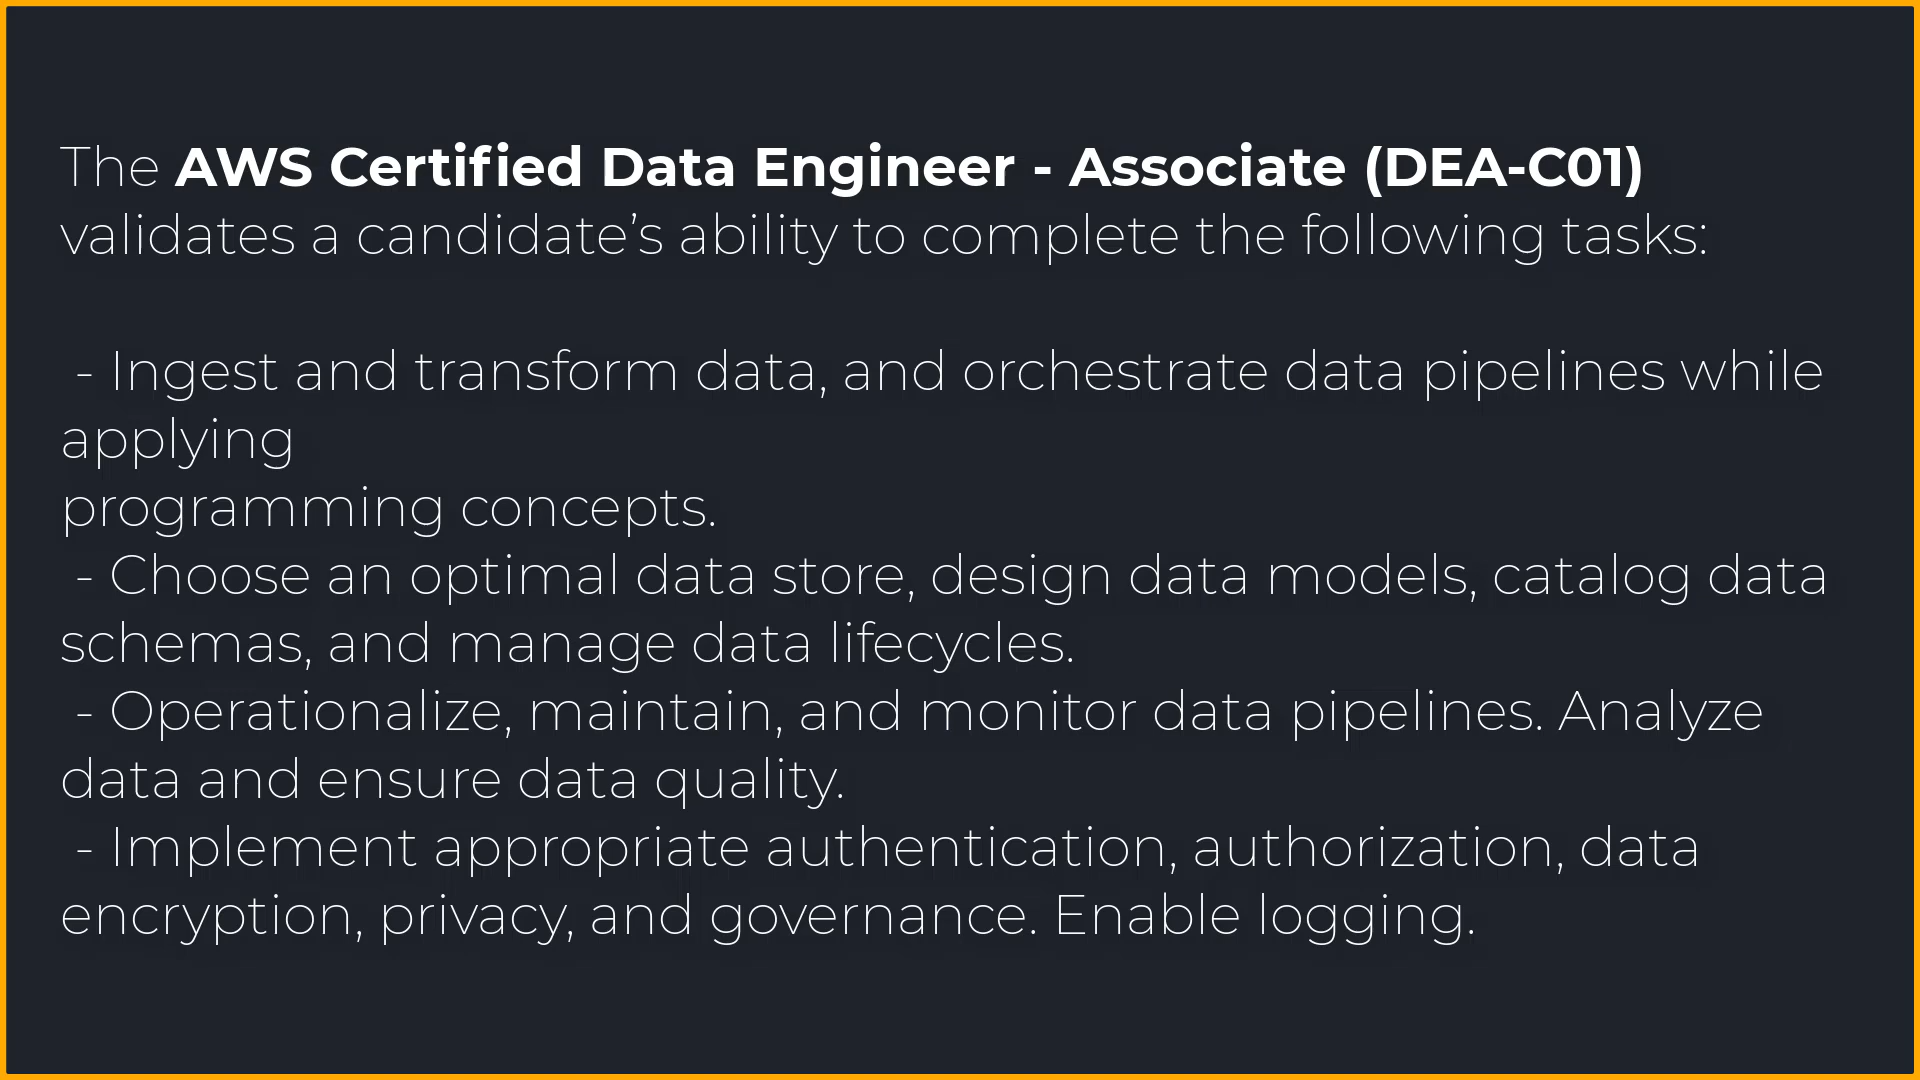 The AWS Certified Data Engineer - Associate (DEA-C01)
validates a candidate’s ability to complete the following tasks:
- Ingest and transform data, and orchestrate data pipelines while
applying
programming concepts.
- Choose an optimal data store, design data models, catalog data
schemas, and manage data lifecycles.
- Operationalize, maintain, and monitor data pipelines. Analyze
data and ensure data quality.
- Implement appropriate authentication, authorization, data
encryption, privacy, and governance. Enable logging.